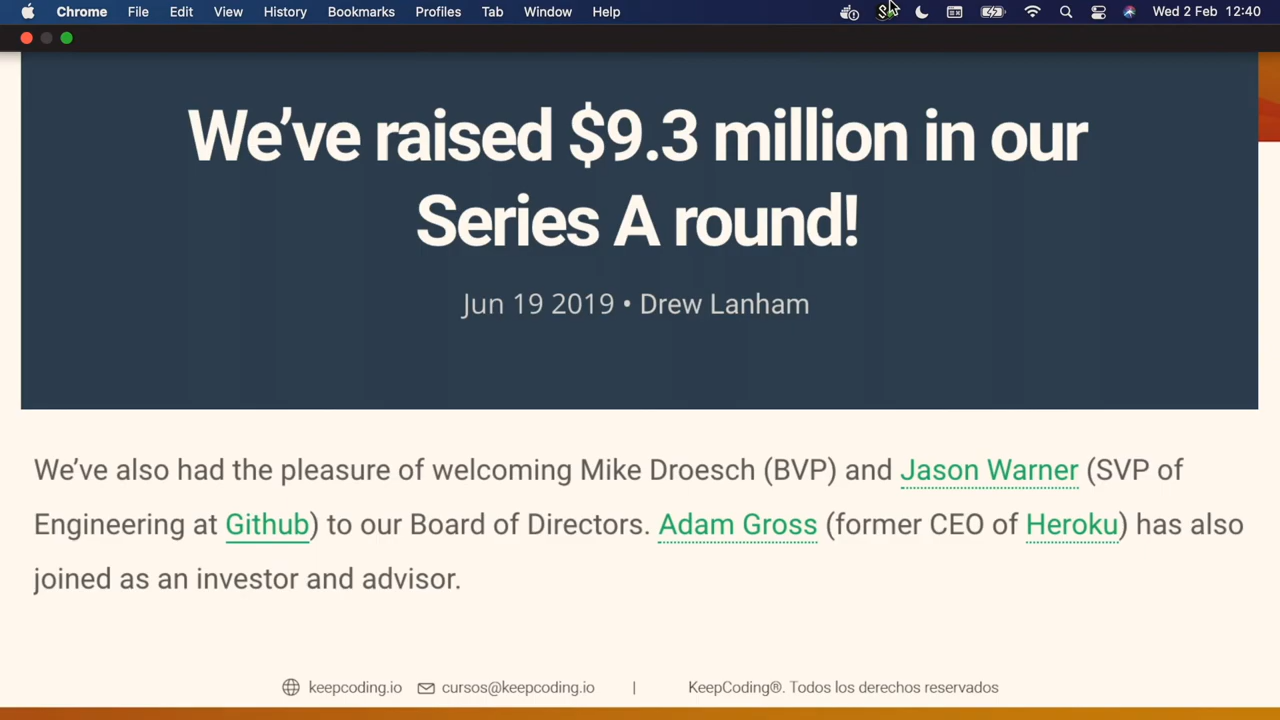 Chrome File Edit View History Bookmarks Profiles Tab Window Help Wed 2 Feb 12:40
We’ve raised $9.3 million in our
Series A round!
Jun 19 2019 • Drew Lanham
We’ve also had the pleasure of welcoming Mike Droesch (BVP) and Jason Warner (SVP of
Engineering at Github) to our Board of Directors. Adam Gross (former CEO of Heroku) has also
joined as an investor and advisor.
keepcoding.io cursos@keepcoding.io | KeepCoding®. Todos los derechos reservados